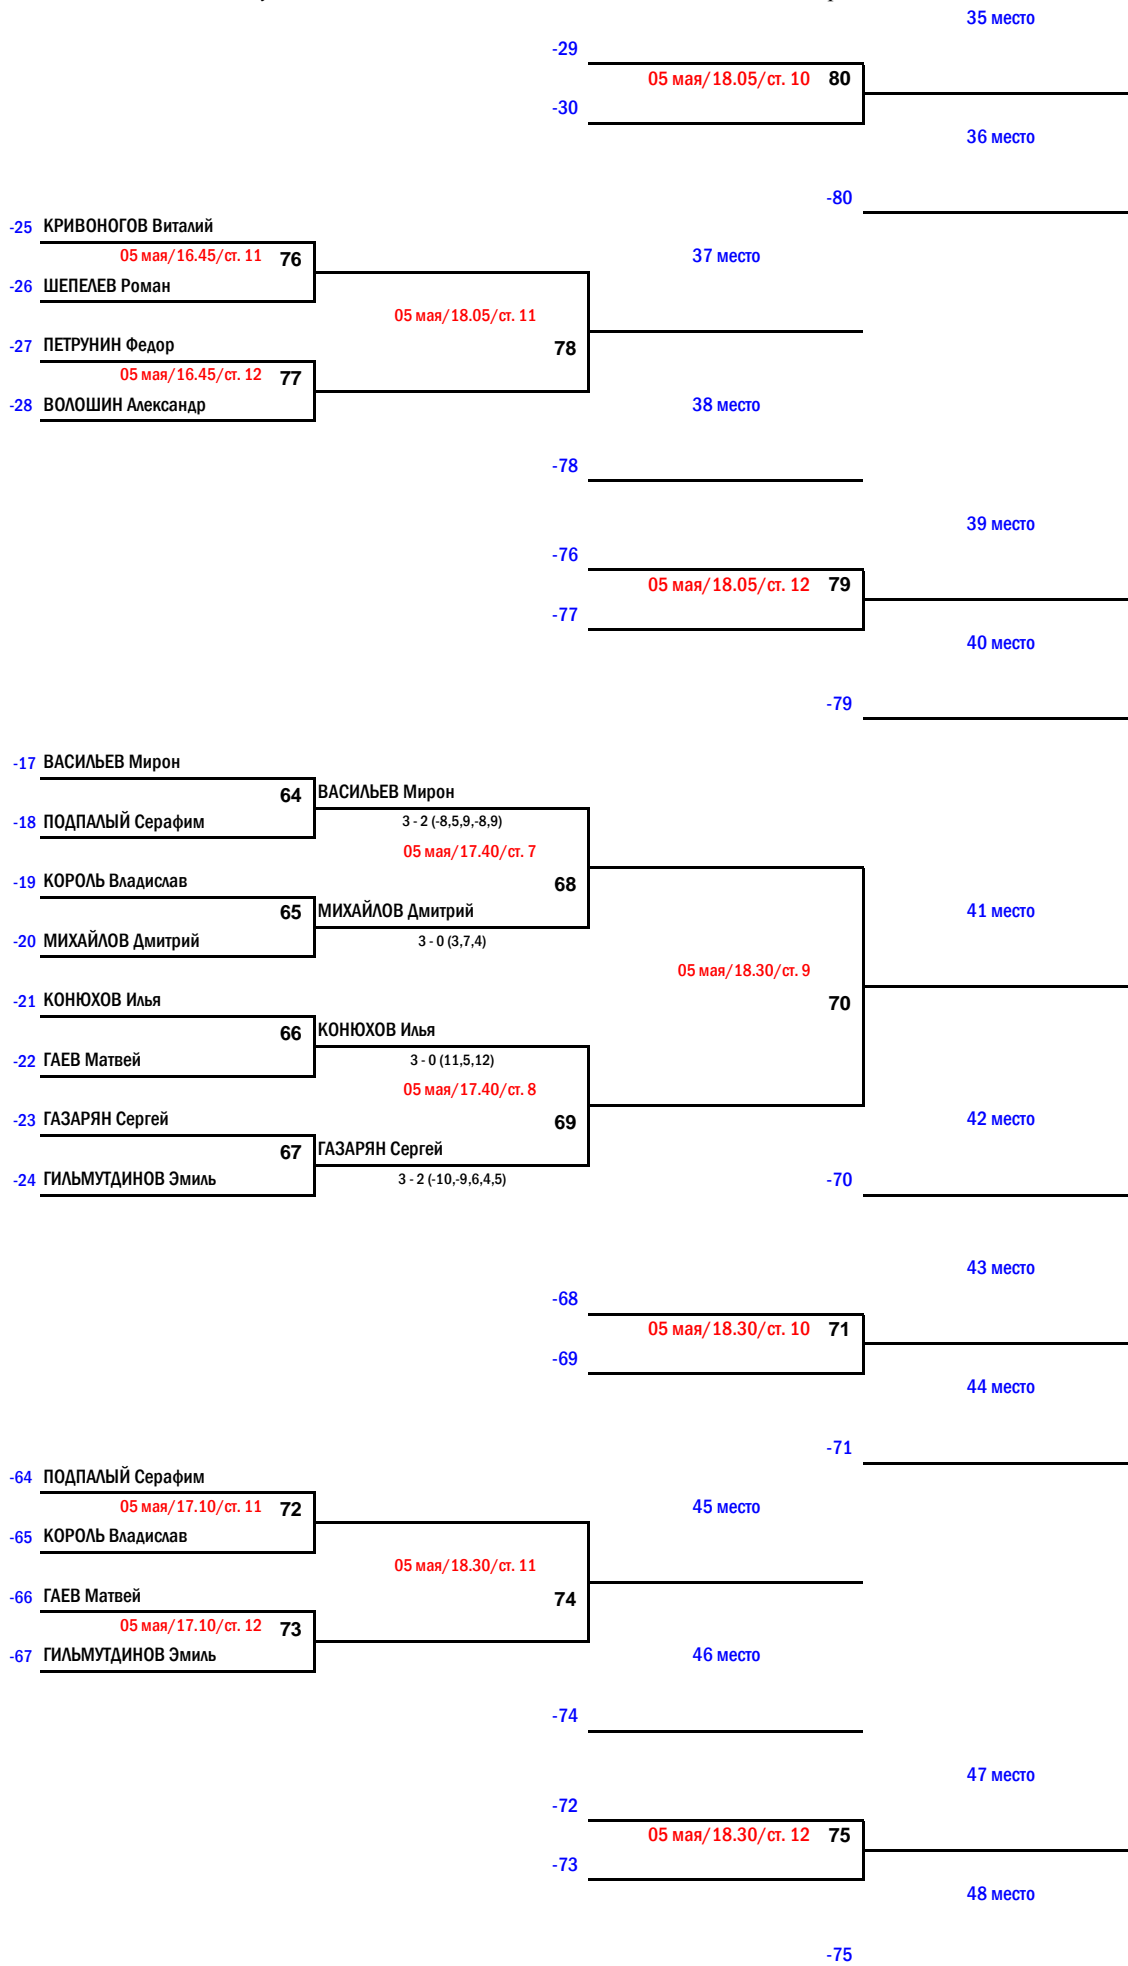 35 место
-29
05 мая/18.05/ст. 10 80
-30
36 место
-80
-25 КРИВОНОГОВ Виталий
05 мая/16.45/ст. 11 76
37 место
-26 ШЕПЕЛЕВ Роман
05 мая/18.05/ст. 11
-27 ПЕТРУНИН Федор
78
05 мая/16.45/ст. 12 77
-28 ВОЛОШИН Александр
38 место
-78
39 место
-76
05 мая/18.05/ст. 12 79
-77
40 место
-79
-17 ВАСИЛЬЕВ Мирон
64 ВАСИЛЬЕВ Мирон
-18 ПОДПАЛЫЙ Серафим
3 - 2 (-8,5,9,-8,9)
05 мая/17.40/ст. 7
-19 КОРОЛЬ Владислав
68
65 МИХАЙЛОВ Дмитрий
41 место
-20 МИХАЙЛОВ Дмитрий
3 - 0 (3,7,4)
05 мая/18.30/ст. 9
-21 КОНЮХОВ Илья
70
66 КОНЮХОВ Илья
-22 ГАЕВ Матвей
3 - 0 (11,5,12)
05 мая/17.40/ст. 8
-23 ГАЗАРЯН Сергей
69
42 место
67 ГАЗАРЯН Сергей
-24 ГИЛЬМУТДИНОВ Эмиль
3 - 2 (-10,-9,6,4,5)
-70
43 место
-68
05 мая/18.30/ст. 10 71
-69
44 место
-71
-64 ПОДПАЛЫЙ Серафим
05 мая/17.10/ст. 11 72
45 место
-65 КОРОЛЬ Владислав
05 мая/18.30/ст. 11
-66 ГАЕВ Матвей
74
05 мая/17.10/ст. 12 73
-67 ГИЛЬМУТДИНОВ Эмиль
46 место
-74
47 место
-72
05 мая/18.30/ст. 12 75
-73
48 место
-75